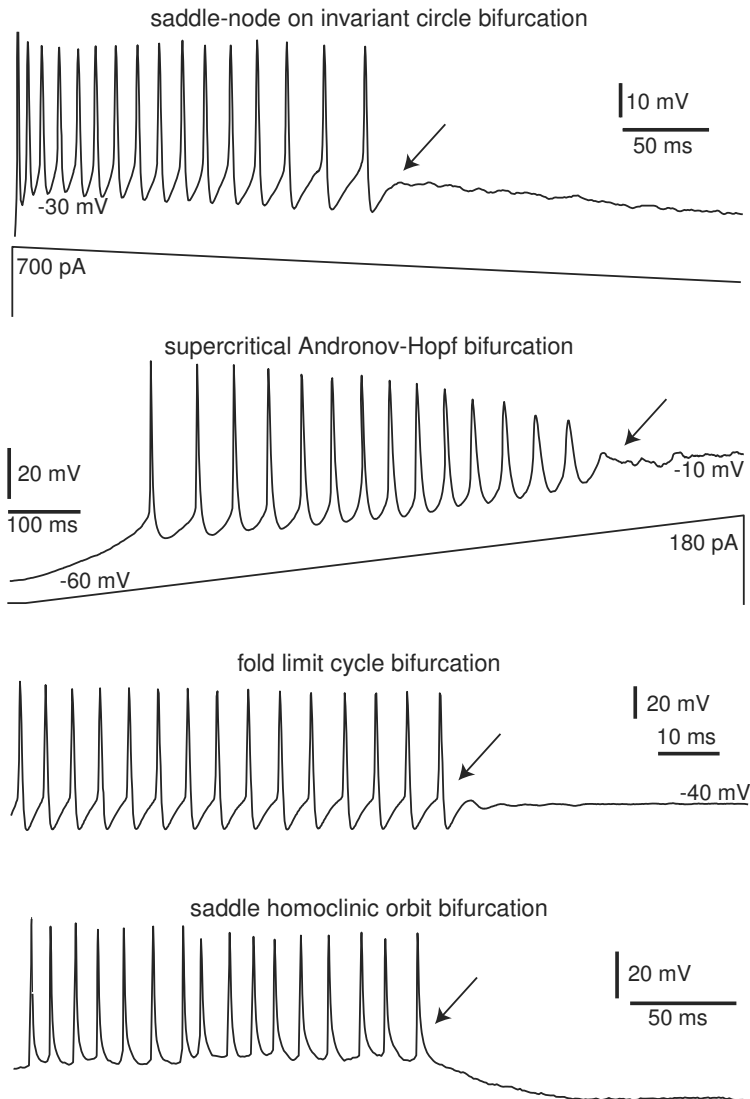 saddle-node on invariant circle bifurcation
10 mV
50 ms
-30 mV
700 pA
supercritical Andronov-Hopf bifurcation
20 mV
100 ms
-10 mV
180 pA
-60 mV
fold limit cycle bifurcation
20 mV
10 ms
-40 mV
saddle homoclinic orbit bifurcation
20 mV
50 ms